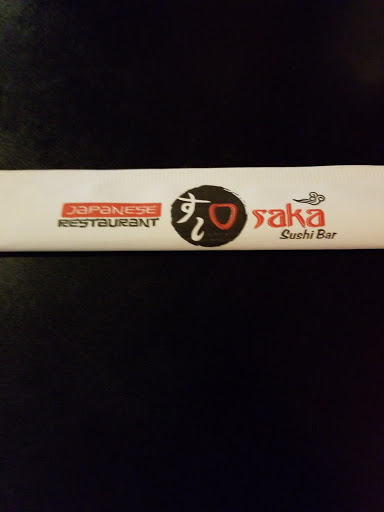 JAPANESE
RESTAURANT
すし
Osaka
Sushi Bar